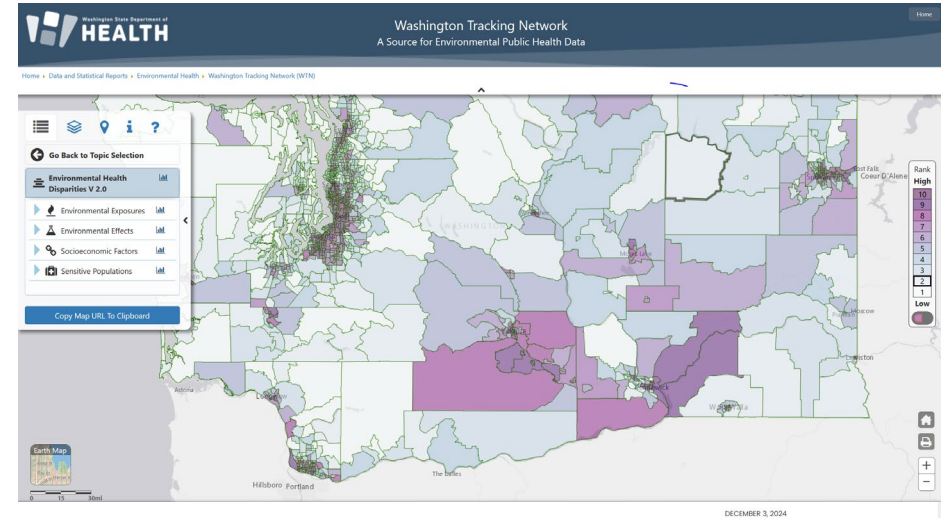 Washington State Department of
HEALTH
Washington Tracking Network
A Source for Environmental Public Health Data
Home
Home › Data and Statistical Reports › Environmental Health › Washington Tracking Network (WTN)
i ?
Go Back to Topic Selection
Environmental Health
Disparities V 2.0
Environmental Exposures
Environmental Effects
Socioeconomic Factors
Sensitive Populations
Copy Map URL To Clipboard
WASHINGTON
Coeur D'Alene
Moses Lake
Moscow
Lewiston
Walla Walla
Astoria
The Dalles
Hillsboro Portland
Rank
High
10
9
8
7
6
5
4
3
2
1
Low
Earth Map
0 15 30mi
+
−
DECEMBER 3, 2024